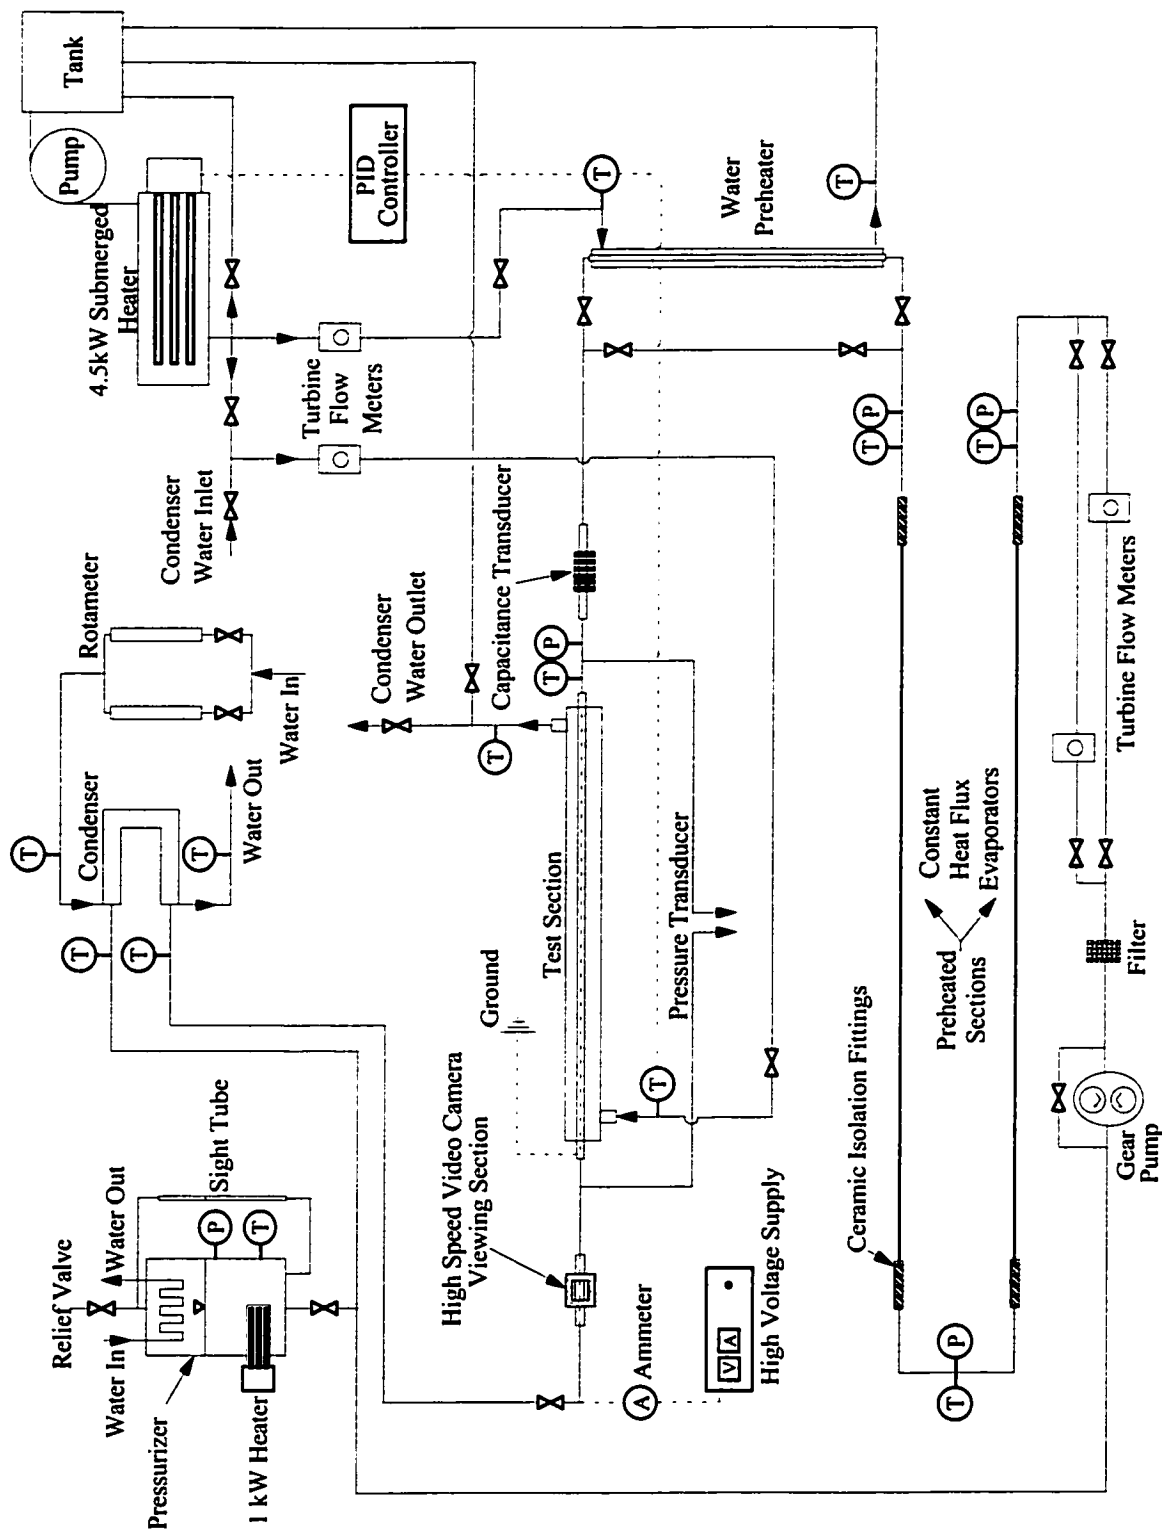 Relief Valve
Water In
Water Out
Pressurizer
1 kW Heater
Sight Tube
P
T
T
T
Condenser
T
T
Water Out
Rotameter
Water In
Condenser
Water Inlet
4.5kW Submerged
Heater
Pump
Tank
Turbine
Flow
Meters
PID
Controller
Condenser
Water Outlet
T
High Speed Video Camera
Viewing Section
Ground
Capacitance Transducer
Test Section
T
P
T
A
Ammeter
T
Pressure Transducer
V
A
High Voltage Supply
Water
Preheater
T
Ceramic Isolation Fittings
T
P
Preheated
Sections
Constant
Heat Flux
Evaporators
T
P
T
P
Gear
Pump
Filter
Turbine Flow Meters